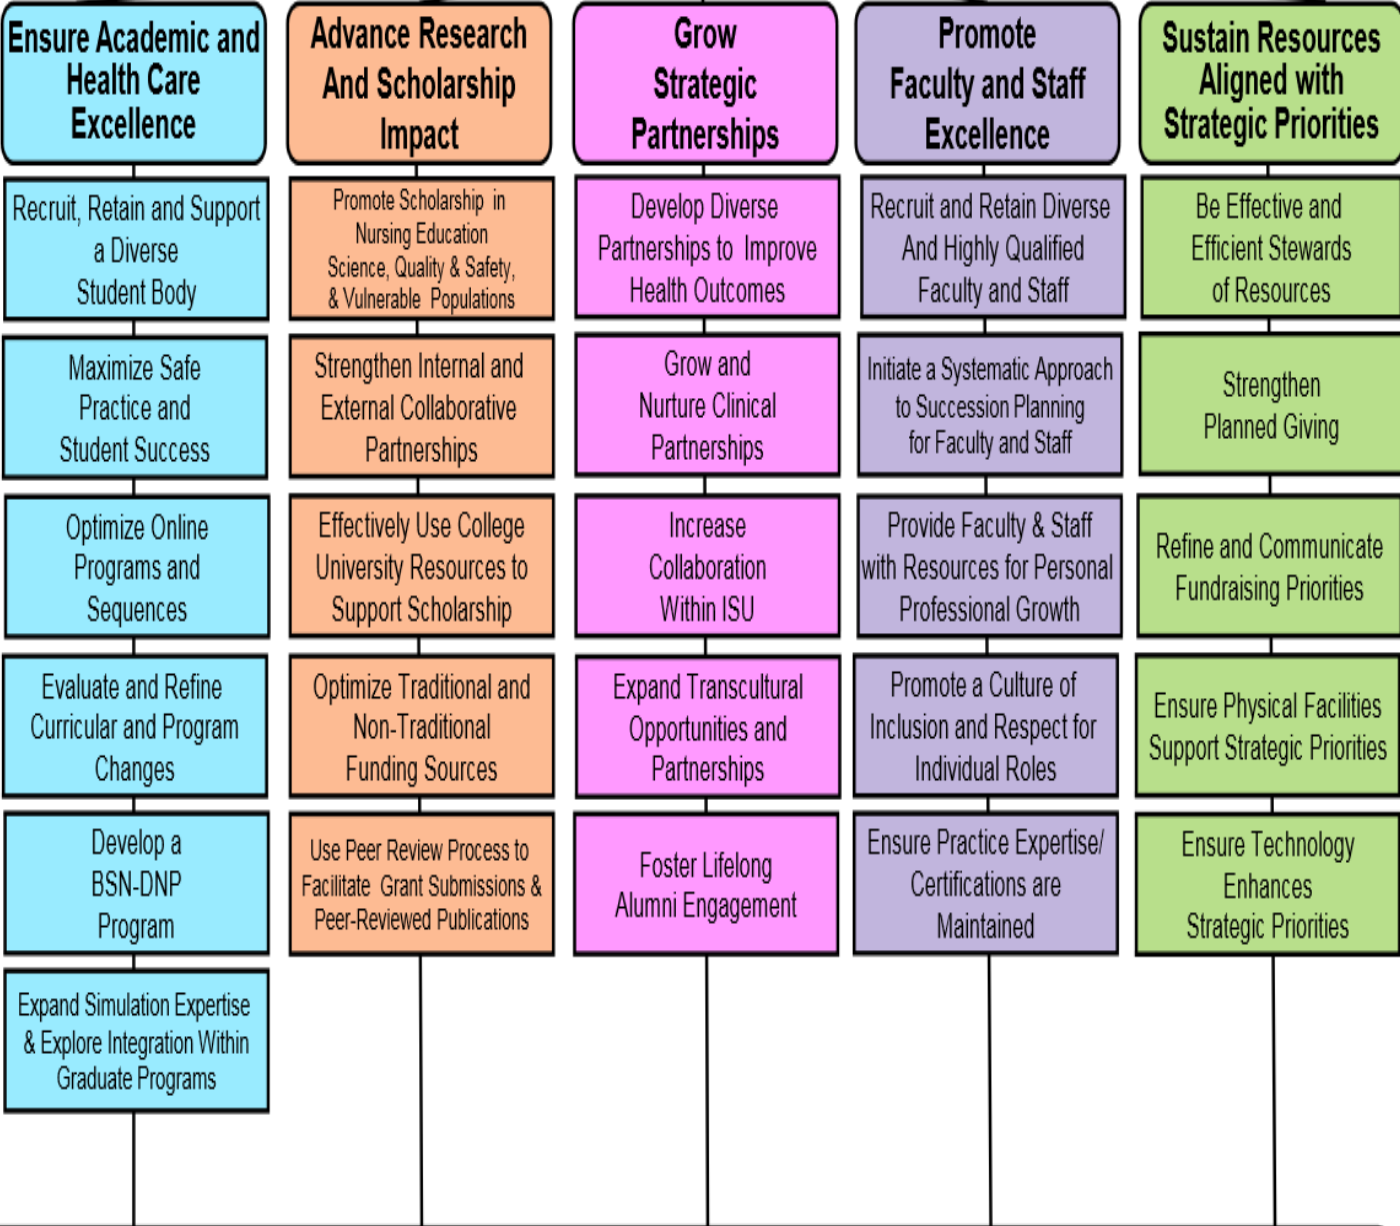 Ensure Academic and
Health Care
Excellence
Recruit, Retain and Support
a Diverse
Student Body
Maximize Safe
Practice and
Student Success
Optimize Online
Programs and
Sequences
Evaluate and Refine
Curricular and Program
Changes
Develop a
BSN-DNP
Program
Expand Simulation Expertise
& Explore Integration Within
Graduate Programs
Advance Research
And Scholarship
Impact
Promote Scholarship in
Nursing Education
Science, Quality & Safety,
& Vulnerable Populations
Strengthen Internal and
External Collaborative
Partnerships
Effectively Use College
University Resources to
Support Scholarship
Optimize Traditional and
Non-Traditional
Funding Sources
Use Peer Review Process to
Facilitate Grant Submissions &
Peer-Reviewed Publications
Grow
Strategic
Partnerships
Develop Diverse
Partnerships to Improve
Health Outcomes
Grow and
Nurture Clinical
Partnerships
Increase
Collaboration
Within ISU
Expand Transcultural
Opportunities and
Partnerships
Foster Lifelong
Alumni Engagement
Promote
Faculty and Staff
Excellence
Recruit and Retain Diverse
And Highly Qualified
Faculty and Staff
Initiate a Systematic Approach
to Succession Planning
for Faculty and Staff
Provide Faculty & Staff
with Resources for Personal
Professional Growth
Promote a Culture of
Inclusion and Respect for
Individual Roles
Ensure Practice Expertise/
Certifications are
Maintained
Sustain Resources
Aligned with
Strategic Priorities
Be Effective and
Efficient Stewards
of Resources
Strengthen
Planned Giving
Refine and Communicate
Fundraising Priorities
Ensure Physical Facilities
Support Strategic Priorities
Ensure Technology
Enhances
Strategic Priorities